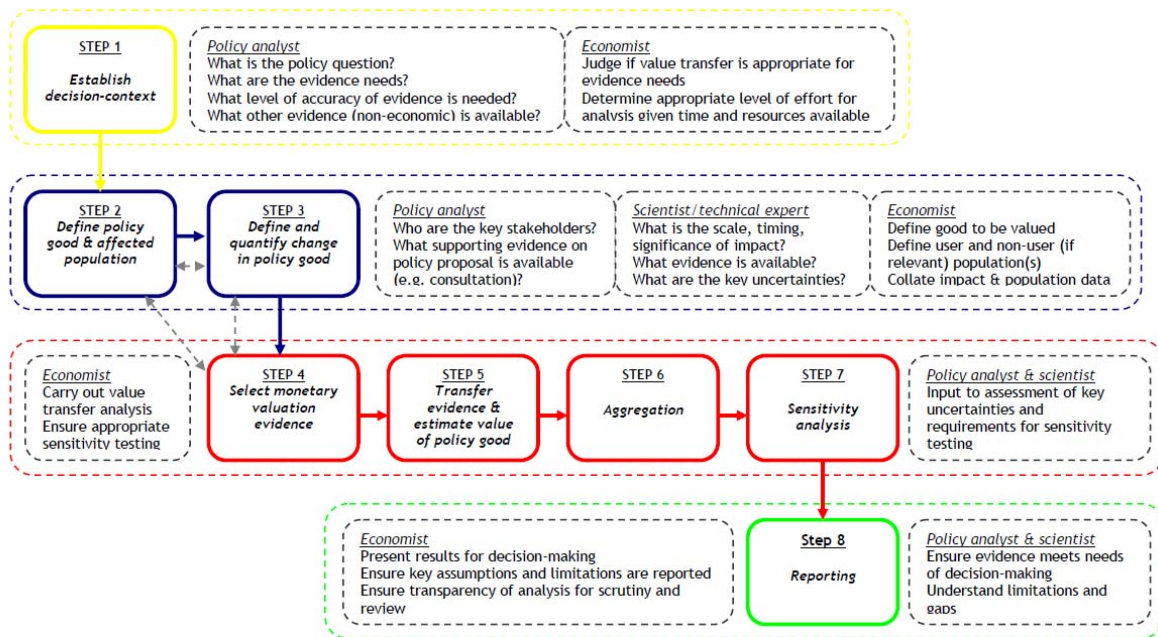 STEP 1
Establish
decision-context
Policy analyst
What is the policy question?
What are the evidence needs?
What level of accuracy of evidence is needed?
What other evidence (non-economic) is available?
Economist
Judge if value transfer is appropriate for
evidence needs
Determine appropriate level of effort for
analysis given time and resources available
STEP 2
Define policy
good & affected
population
STEP 3
Define and
quantify change
in policy good
Policy analyst
Who are the key stakeholders?
What supporting evidence on
policy proposal is available
(e.g. consultation)?
Scientist/technical expert
What is the scale, timing,
significance of impact?
What evidence is available?
What are the key uncertainties?
Economist
Define good to be valued
Define user and non-user (if
relevant) population(s)
Collate impact & population data
Economist
Carry out value
transfer analysis
Ensure appropriate
sensitivity testing
STEP 4
Select monetary
valuation
evidence
STEP 5
Transfer
evidence &
estimate value
of policy good
STEP 6
Aggregation
STEP 7
Sensitivity
analysis
Policy analyst & scientist
Input to assessment of key
uncertainties and
requirements for sensitivity
testing
Economist
Present results for decision-making
Ensure key assumptions and limitations are reported
Ensure transparency of analysis for scrutiny and
review
Step 8
Reporting
Policy analyst & scientist
Ensure evidence meets needs
of decision-making
Understand limitations and
gaps